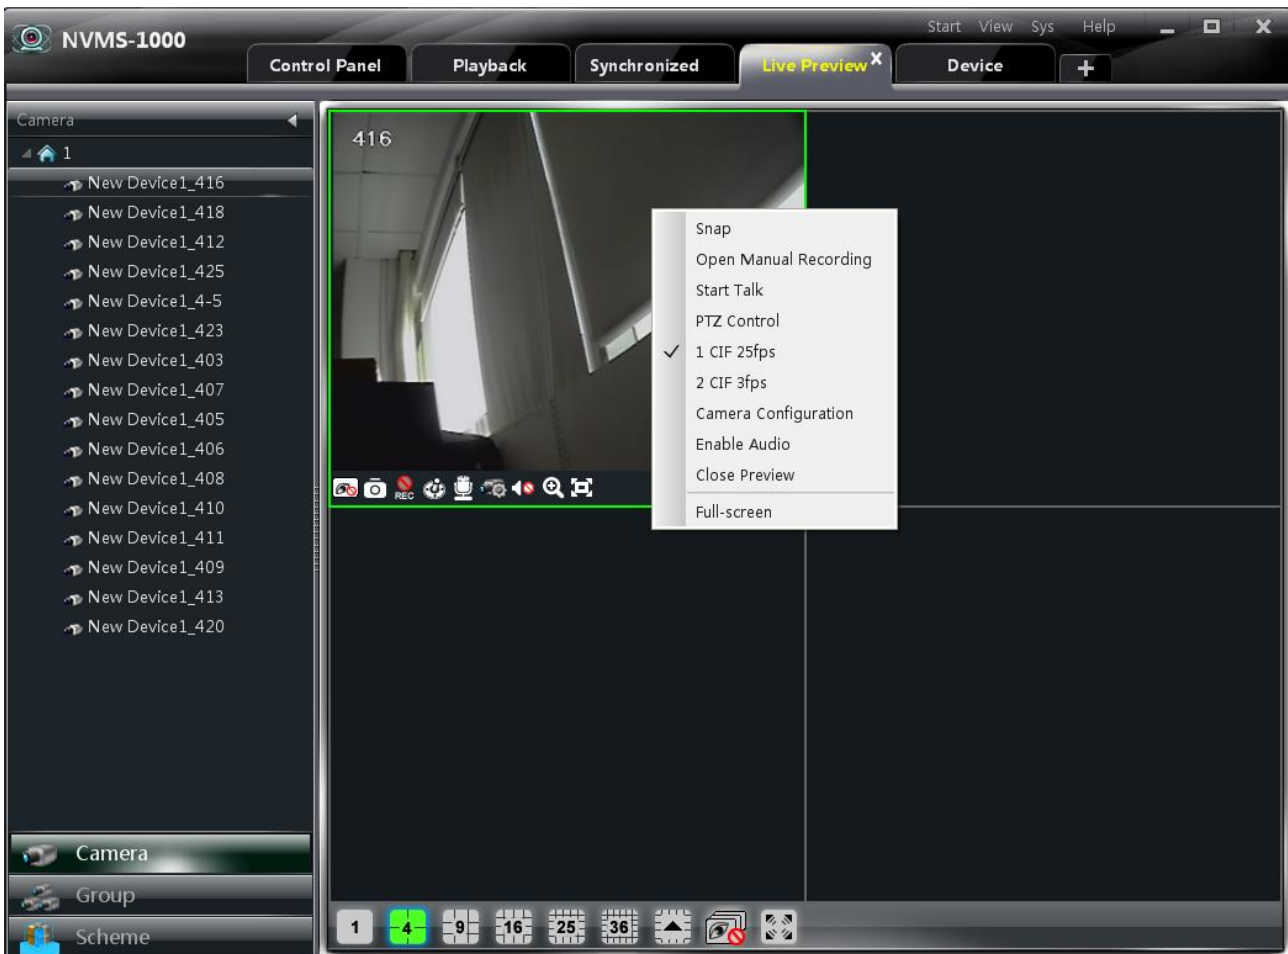 NVMS-1000
Start View Sys Help
Control Panel Playback Synchronized Live Preview X Device +
Camera
1
New Device1_416
New Device1_418
New Device1_412
New Device1_425
New Device1_4-5
New Device1_423
New Device1_403
New Device1_407
New Device1_405
New Device1_406
New Device1_408
New Device1_410
New Device1_411
New Device1_409
New Device1_413
New Device1_420
Camera
Group
Scheme
416
REC
Snap
Open Manual Recording
Start Talk
PTZ Control
✓ 1 CIF 25fps
2 CIF 3fps
Camera Configuration
Enable Audio
Close Preview
Full-screen
1 4 9 16 25 36